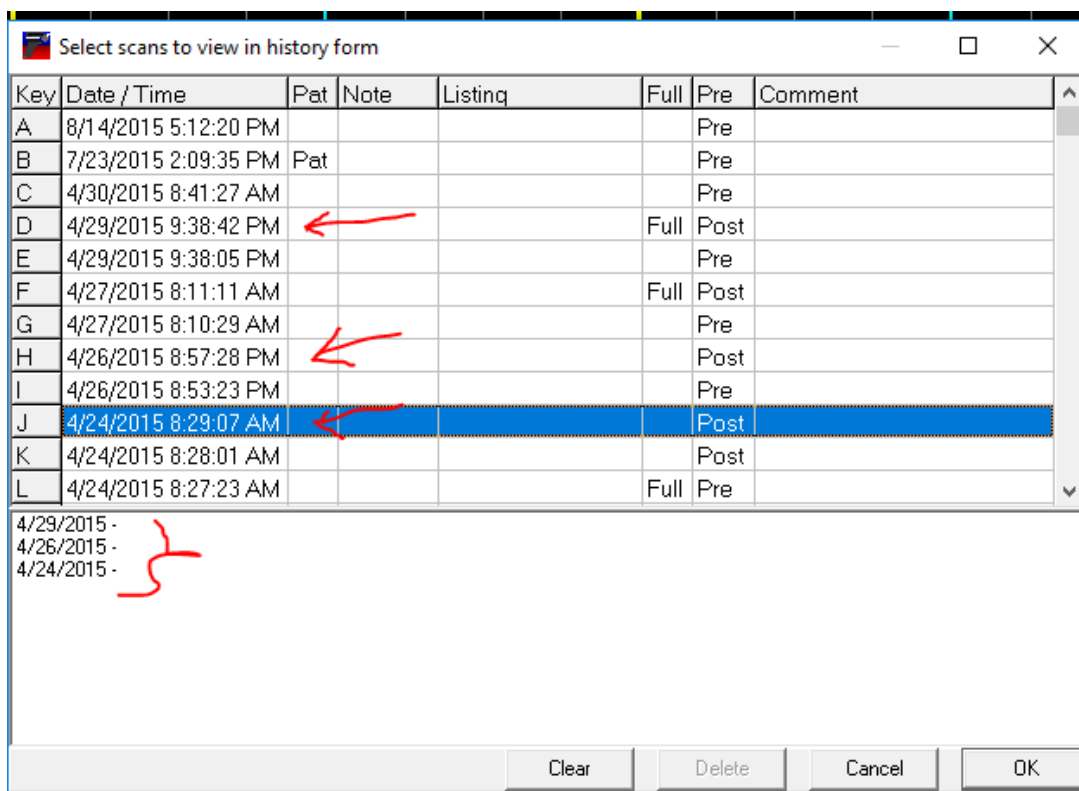 Select scans to view in history form
Key Date / Time Pat Note Listing Full Pre Comment
A 8/14/2015 5:12:20 PM Pre
B 7/23/2015 2:09:35 PM Pat Pre
C 4/30/2015 8:41:27 AM Pre
D 4/29/2015 9:38:42 PM Full Post
E 4/29/2015 9:38:05 PM Pre
F 4/27/2015 8:11:11 AM Full Post
G 4/27/2015 8:10:29 AM Pre
H 4/26/2015 8:57:28 PM Post
I 4/26/2015 8:53:23 PM Pre
J 4/24/2015 8:29:07 AM Post
K 4/24/2015 8:28:01 AM Post
L 4/24/2015 8:27:23 AM Full Pre
4/29/2015 -
4/26/2015 -
4/24/2015 -
Clear Delete Cancel OK